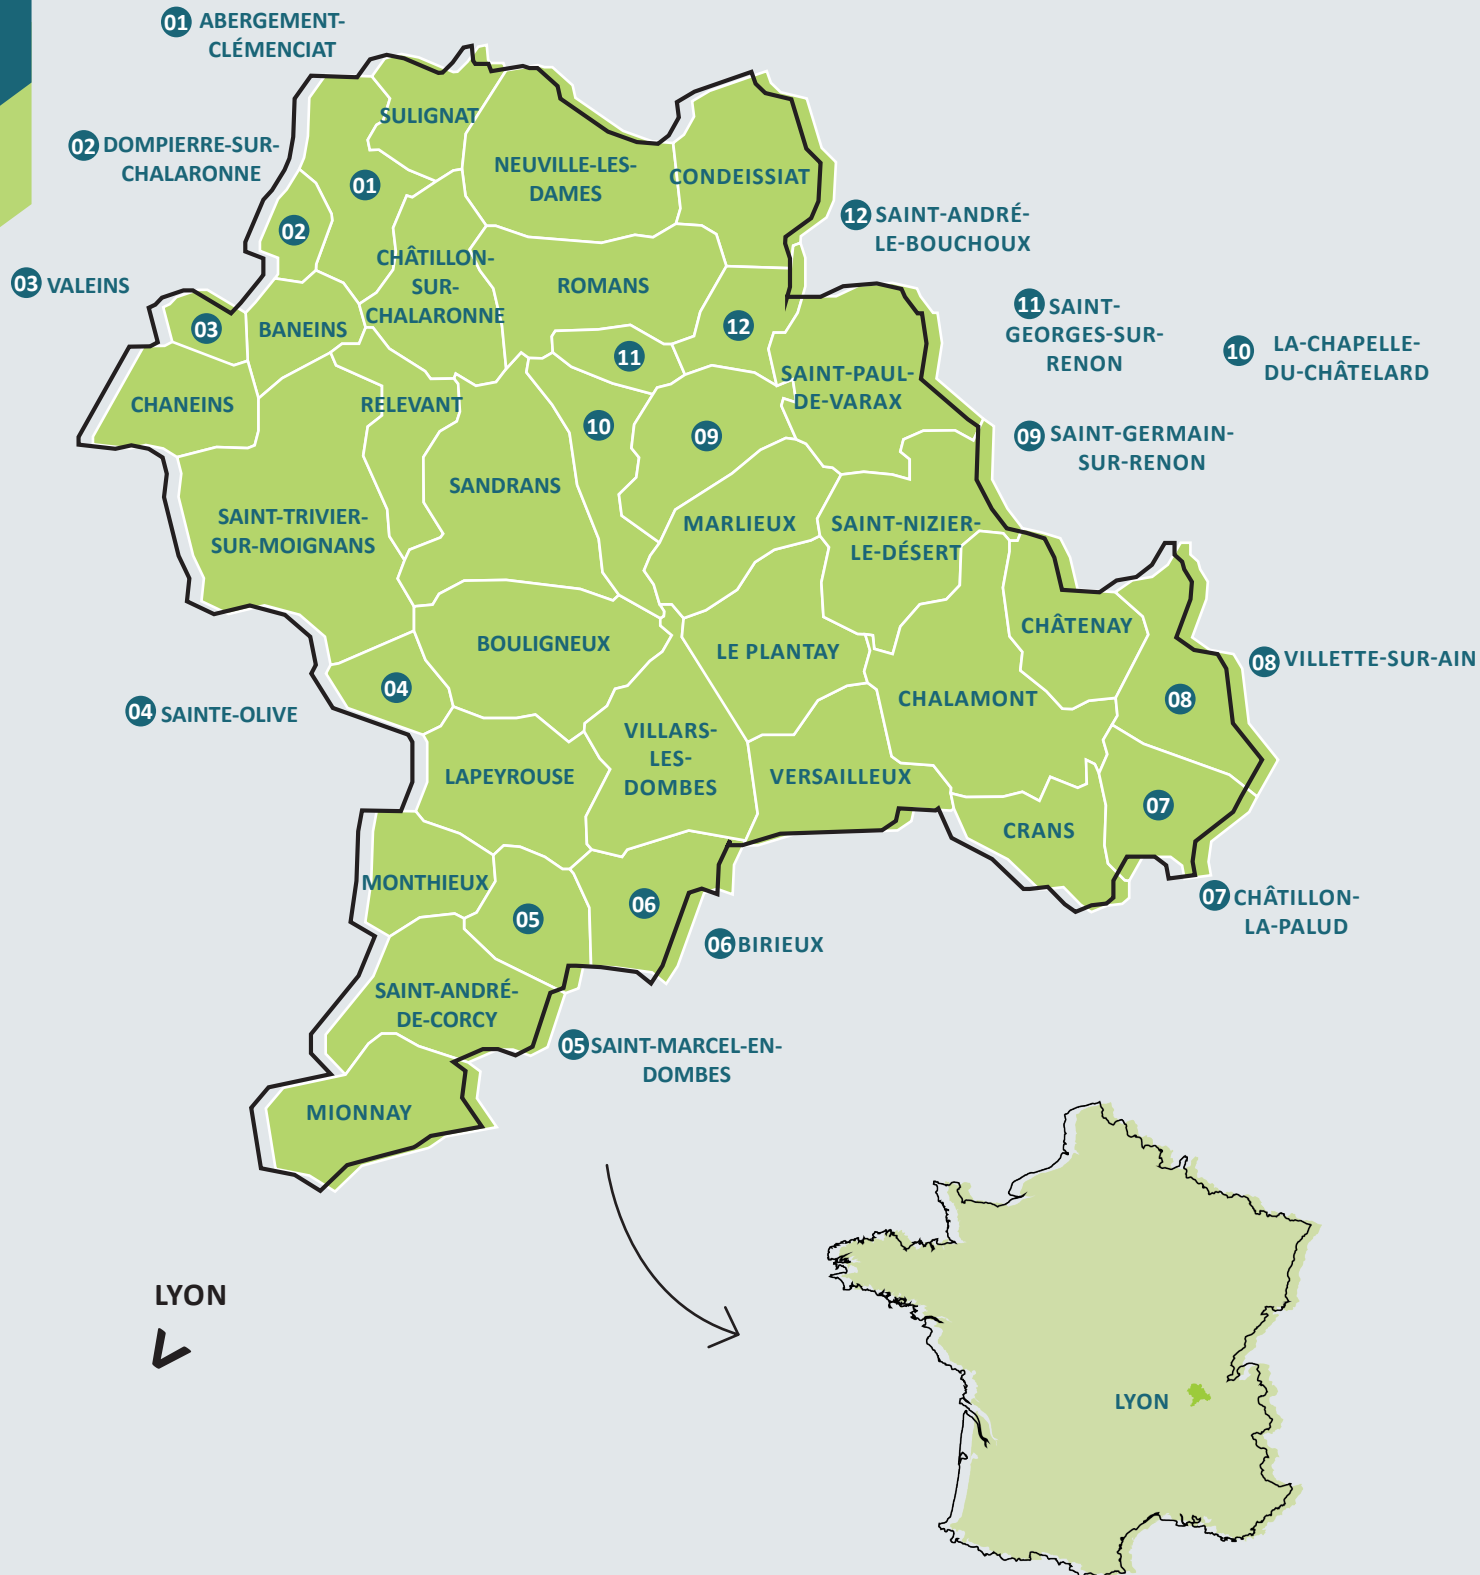 01 ABERGEMENT-
CLÉMENCIAT
SULIGNAT
02 DOMPIERRE-SUR-
CHALARONNE
NEUVILLE-LES-
DAMES
CONDEISSIAT
01
02
12 SAINT-ANDRÉ-
LE-BOUCHOUX
CHÂTILLON-
SUR-
CHALARONNE
03 VALEINS
ROMANS
03
BANEINS
12
11
11 SAINT-
GEORGES-SUR-
RENON
10 LA-CHAPELLE-
DU-CHÂTELARD
SAINT-PAUL-
DE-VARAX
CHANEINS
RELEVANT
10
09
09 SAINT-GERMAIN-
SUR-RENON
SANDRANS
SAINT-TRIVIER-
SUR-MOIGNANS
MARLIEUX
SAINT-NIZIER-
LE-DÉSERT
CHÂTENAY
BOULIGNEUX
LE PLANTAY
08 VILLETTE-SUR-AIN
04
CHALAMONT
08
04 SAINTE-OLIVE
VILLARS-
LES-
DOMBES
LAPEYROUSE
VERSAILLEUX
07
CRANS
MONTHIEUX
05
06
07 CHÂTILLON-
LA-PALUD
06 BIRIEUX
SAINT-ANDRÉ-
DE-CORCY
05 SAINT-MARCEL-EN-
DOMBES
MIONNAY
LYON
LYON